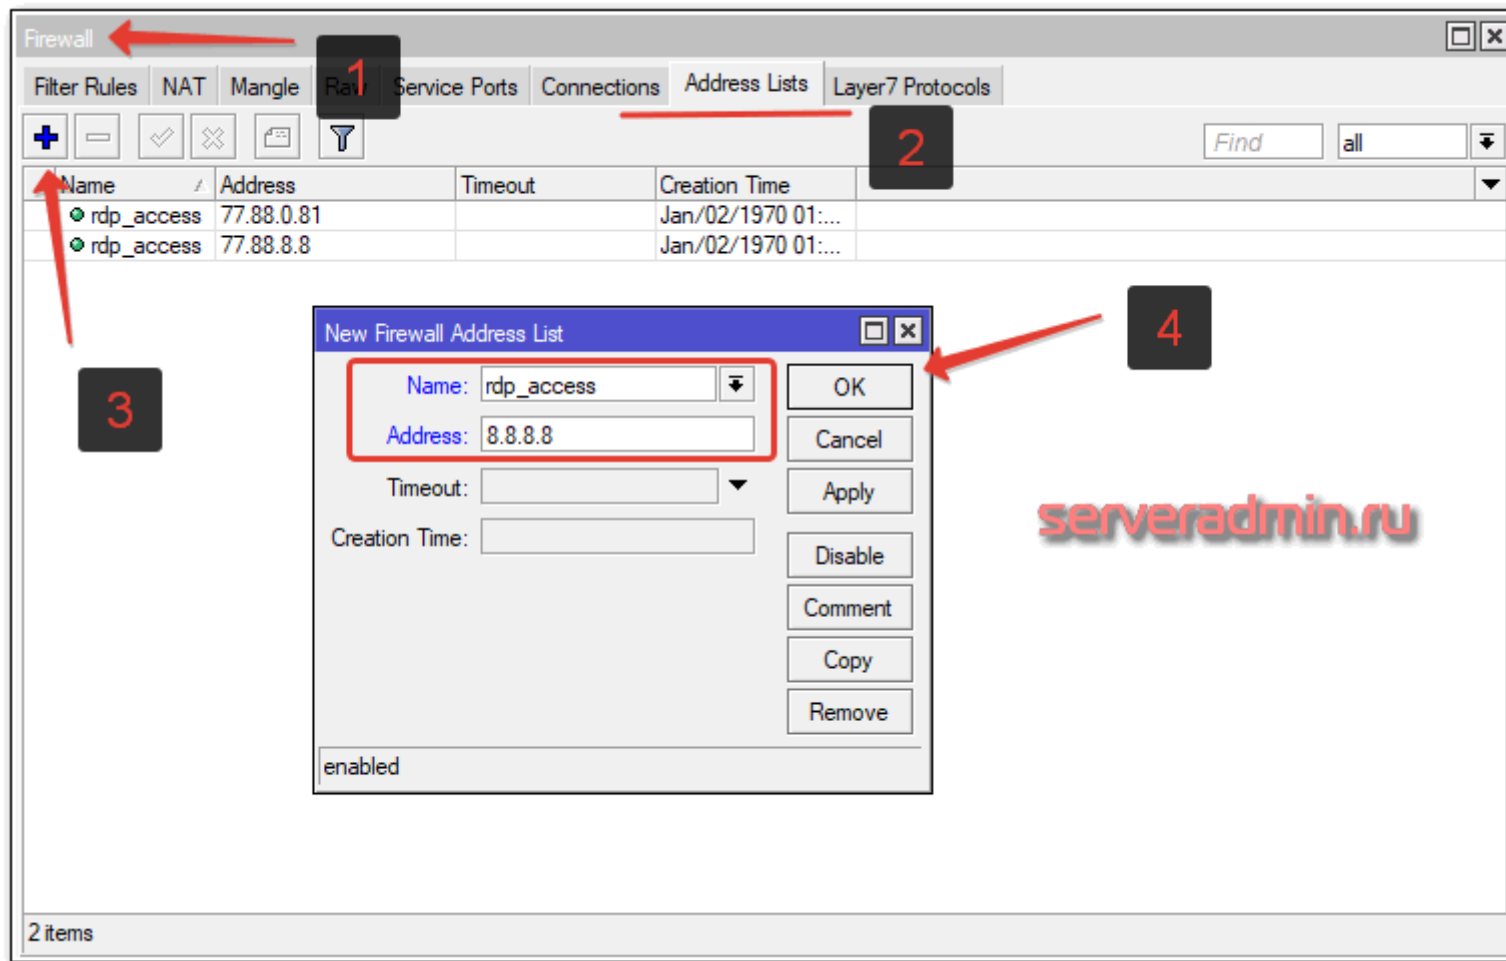 Firewall
1
Filter Rules NAT Mangle Raw Service Ports Connections Address Lists Layer7 Protocols
2
Find all
Name Address Timeout Creation Time
rdp_access 77.88.0.81 Jan/02/1970 01:...
rdp_access 77.88.8.8 Jan/02/1970 01:...
3
4
New Firewall Address List
Name: rdp_access OK
Address: 8.8.8.8 Cancel
Timeout: Apply
Creation Time: Disable
Comment
Copy
Remove
enabled
serveradmin.ru
2 items